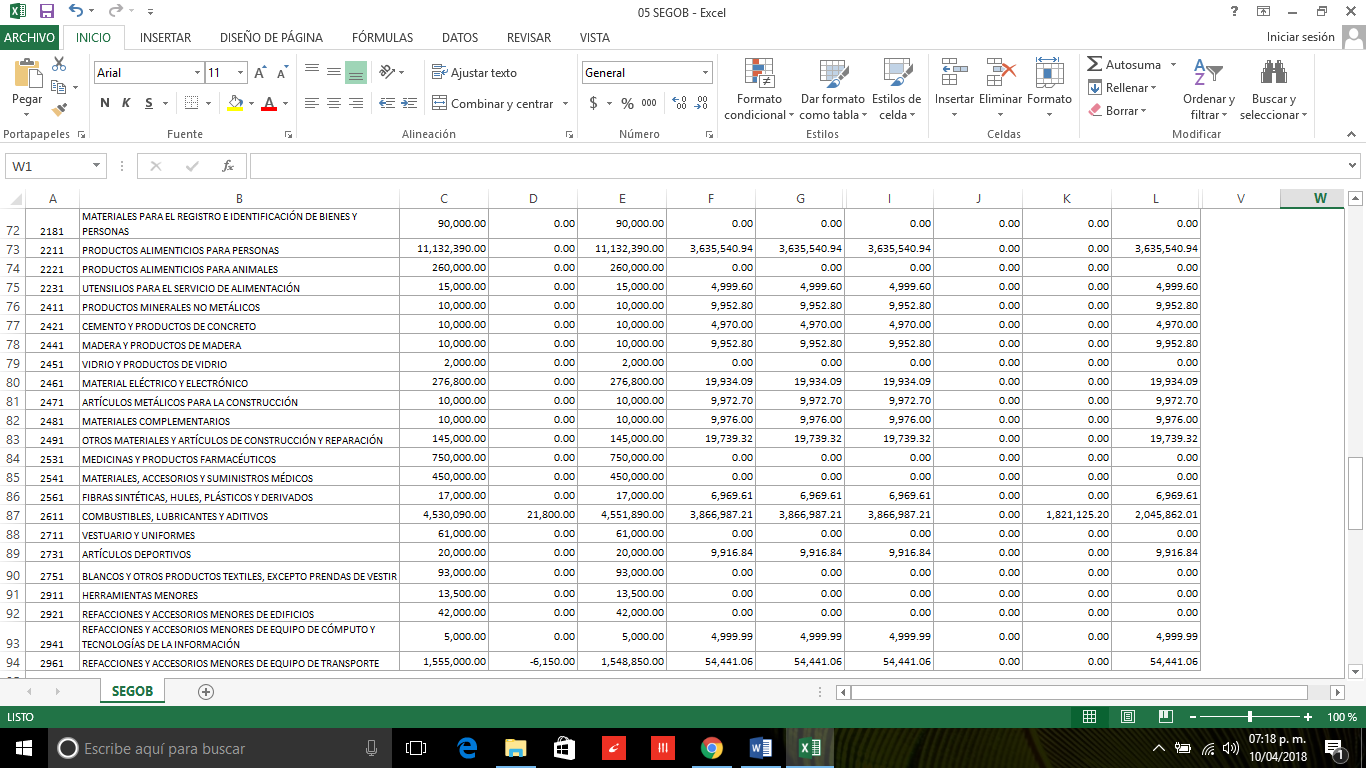 05 SEGOB - Excel
ARCHIVO INICIO INSERTAR DISEÑO DE PÁGINA FÓRMULAS DATOS REVISAR VISTA Iniciar sesión
Arial 11 Ajustar texto General Autosuma
Pegar Rellenar
N K S Combinar y centrar $ % 000 Formato condicional Dar formato como tabla Estilos de celda Insertar Eliminar Formato Borrar Ordenar y filtrar Buscar y seleccionar
Portapapeles Fuente Alineación Número Estilos Celdas Modificar
W1 fx
A B C D E F G I J K L V W
72 2181 MATERIALES PARA EL REGISTRO E IDENTIFICACIÓN DE BIENES Y PERSONAS 90,000.00 0.00 90,000.00 0.00 0.00 0.00 0.00 0.00 0.00
73 2211 PRODUCTOS ALIMENTICIOS PARA PERSONAS 11,132,390.00 0.00 11,132,390.00 3,635,540.94 3,635,540.94 3,635,540.94 0.00 0.00 3,635,540.94
74 2221 PRODUCTOS ALIMENTICIOS PARA ANIMALES 260,000.00 0.00 260,000.00 0.00 0.00 0.00 0.00 0.00 0.00
75 2231 UTENSILIOS PARA EL SERVICIO DE ALIMENTACIÓN 15,000.00 0.00 15,000.00 4,999.60 4,999.60 4,999.60 0.00 0.00 4,999.60
76 2411 PRODUCTOS MINERALES NO METÁLICOS 10,000.00 0.00 10,000.00 9,952.80 9,952.80 9,952.80 0.00 0.00 9,952.80
77 2421 CEMENTO Y PRODUCTOS DE CONCRETO 10,000.00 0.00 10,000.00 4,970.00 4,970.00 4,970.00 0.00 0.00 4,970.00
78 2441 MADERA Y PRODUCTOS DE MADERA 10,000.00 0.00 10,000.00 9,952.80 9,952.80 9,952.80 0.00 0.00 9,952.80
79 2451 VIDRIO Y PRODUCTOS DE VIDRIO 2,000.00 0.00 2,000.00 0.00 0.00 0.00 0.00 0.00 0.00
80 2461 MATERIAL ELÉCTRICO Y ELECTRÓNICO 276,800.00 0.00 276,800.00 19,934.09 19,934.09 19,934.09 0.00 0.00 19,934.09
81 2471 ARTÍCULOS METÁLICOS PARA LA CONSTRUCCIÓN 10,000.00 0.00 10,000.00 9,972.70 9,972.70 9,972.70 0.00 0.00 9,972.70
82 2481 MATERIALES COMPLEMENTARIOS 10,000.00 0.00 10,000.00 9,976.00 9,976.00 9,976.00 0.00 0.00 9,976.00
83 2491 OTROS MATERIALES Y ARTÍCULOS DE CONSTRUCCIÓN Y REPARACIÓN 145,000.00 0.00 145,000.00 19,739.32 19,739.32 19,739.32 0.00 0.00 19,739.32
84 2531 MEDICINAS Y PRODUCTOS FARMACÉUTICOS 750,000.00 0.00 750,000.00 0.00 0.00 0.00 0.00 0.00 0.00
85 2541 MATERIALES, ACCESORIOS Y SUMINISTROS MÉDICOS 450,000.00 0.00 450,000.00 0.00 0.00 0.00 0.00 0.00 0.00
86 2561 FIBRAS SINTÉTICAS, HULES, PLÁSTICOS Y DERIVADOS 17,000.00 0.00 17,000.00 6,969.61 6,969.61 6,969.61 0.00 0.00 6,969.61
87 2611 COMBUSTIBLES, LUBRICANTES Y ADITIVOS 4,530,090.00 21,800.00 4,551,890.00 3,866,987.21 3,866,987.21 3,866,987.21 0.00 1,821,125.20 2,045,862.01
88 2711 VESTUARIO Y UNIFORMES 61,000.00 0.00 61,000.00 0.00 0.00 0.00 0.00 0.00 0.00
89 2731 ARTÍCULOS DEPORTIVOS 20,000.00 0.00 20,000.00 9,916.84 9,916.84 9,916.84 0.00 0.00 9,916.84
90 2751 BLANCOS Y OTROS PRODUCTOS TEXTILES, EXCEPTO PRENDAS DE VESTIR 93,000.00 0.00 93,000.00 0.00 0.00 0.00 0.00 0.00 0.00
91 2911 HERRAMIENTAS MENORES 13,500.00 0.00 13,500.00 0.00 0.00 0.00 0.00 0.00 0.00
92 2921 REFACCIONES Y ACCESORIOS MENORES DE EDIFICIOS 42,000.00 0.00 42,000.00 0.00 0.00 0.00 0.00 0.00 0.00
93 2941 REFACCIONES Y ACCESORIOS MENORES DE EQUIPO DE CÓMPUTO Y TECNOLOGÍAS DE LA INFORMACIÓN 5,000.00 0.00 5,000.00 4,999.99 4,999.99 4,999.99 0.00 0.00 4,999.99
94 2961 REFACCIONES Y ACCESORIOS MENORES DE EQUIPO DE TRANSPORTE 1,555,000.00 -6,150.00 1,548,850.00 54,441.06 54,441.06 54,441.06 0.00 0.00 54,441.06
SEGOB
LISTO 100 %
Escribe aquí para buscar 07:18 p. m.
10/04/2018